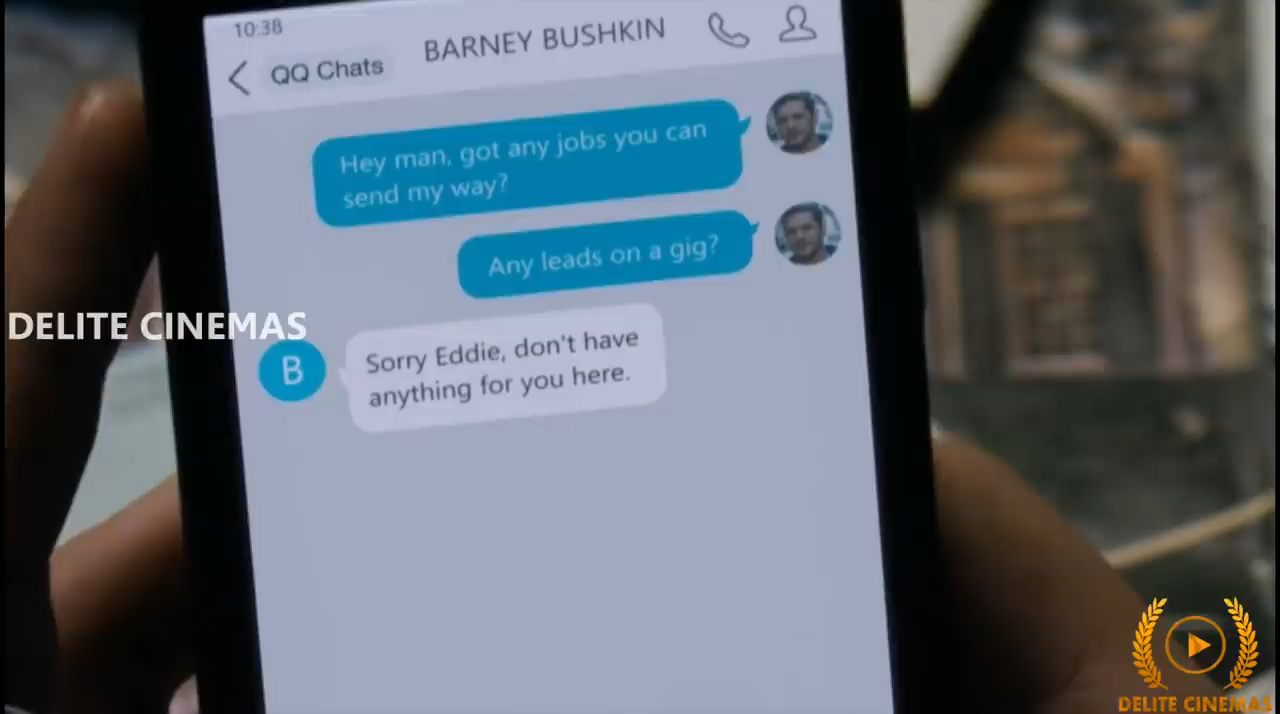 10:38
QQ Chats
BARNEY BUSHKIN
Hey man, got any jobs you can
send my way?
Any leads on a gig?
DELITE CINEMAS
B
Sorry Eddie, don't have
anything for you here.
DELITE CINEMAS